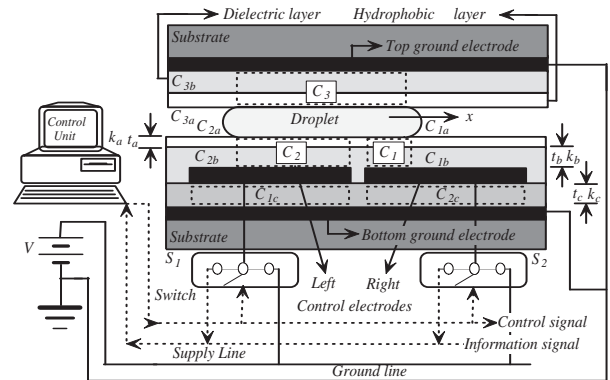 Dielectric layer Hydrophobic layer
Substrate
Top ground electrode
C3b
C3
C3a
Droplet
x
Control
Unit
ka ta
C2a
C1a
C2b
C2
C1
C1b
tb kb
C1c
C2c
tc kc
Bottom ground electrode
Substrate
V
S1
S2
Switch
Left
Right
Control electrodes
Control signal
Information signal
Supply Line
Ground line